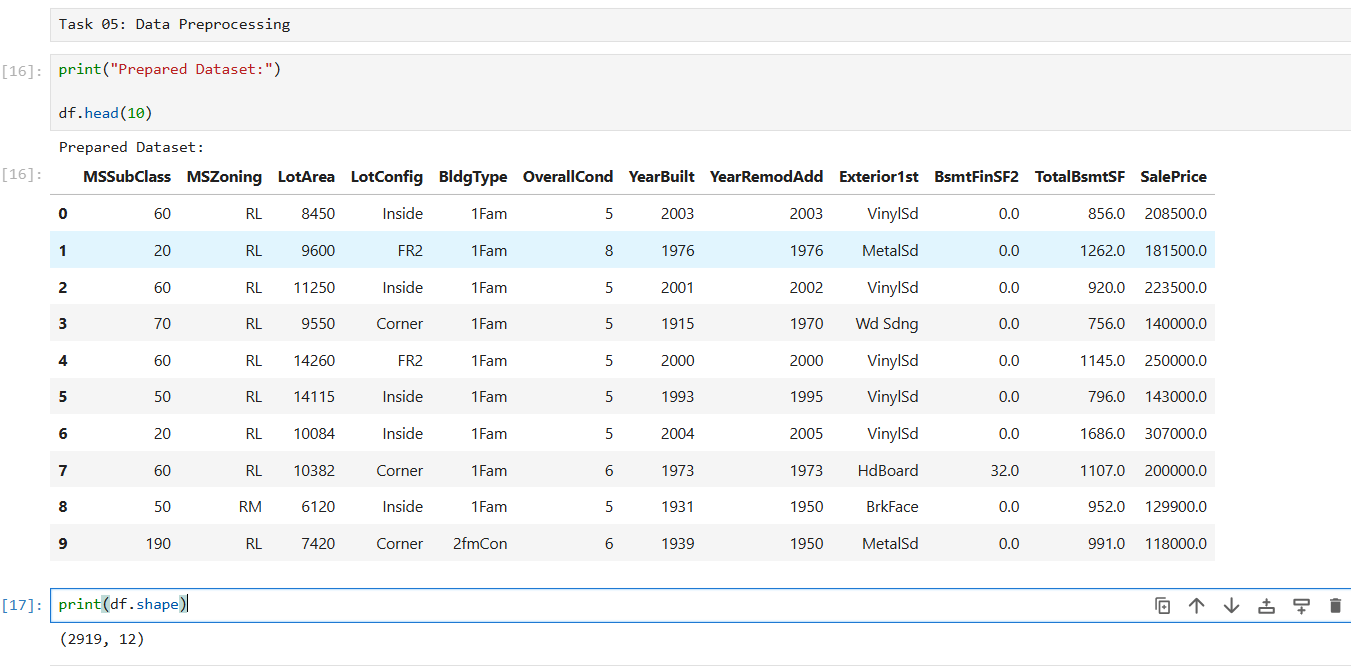 Task 05: Data Preprocessing
[16]: print("Prepared Dataset:")
df.head(10)
Prepared Dataset:
[16]: MSSubClass MSZoning LotArea LotConfig BldgType OverallCond YearBuilt YearRemodAdd Exterior1st BsmtFinSF2 TotalBsmtSF SalePrice
0 60 RL 8450 Inside 1Fam 5 2003 2003 VinylSd 0.0 856.0 208500.0
1 20 RL 9600 FR2 1Fam 8 1976 1976 MetalSd 0.0 1262.0 181500.0
2 60 RL 11250 Inside 1Fam 5 2001 2002 VinylSd 0.0 920.0 223500.0
3 70 RL 9550 Corner 1Fam 5 1915 1970 Wd Sdng 0.0 756.0 140000.0
4 60 RL 14260 FR2 1Fam 5 2000 2000 VinylSd 0.0 1145.0 250000.0
5 50 RL 14115 Inside 1Fam 5 1993 1995 VinylSd 0.0 796.0 143000.0
6 20 RL 10084 Inside 1Fam 5 2004 2005 VinylSd 0.0 1686.0 307000.0
7 60 RL 10382 Corner 1Fam 6 1973 1973 HdBoard 32.0 1107.0 200000.0
8 50 RM 6120 Inside 1Fam 5 1931 1950 BrkFace 0.0 952.0 129900.0
9 190 RL 7420 Corner 2fmCon 6 1939 1950 MetalSd 0.0 991.0 118000.0
[17]: print(df.shape)
(2919, 12)